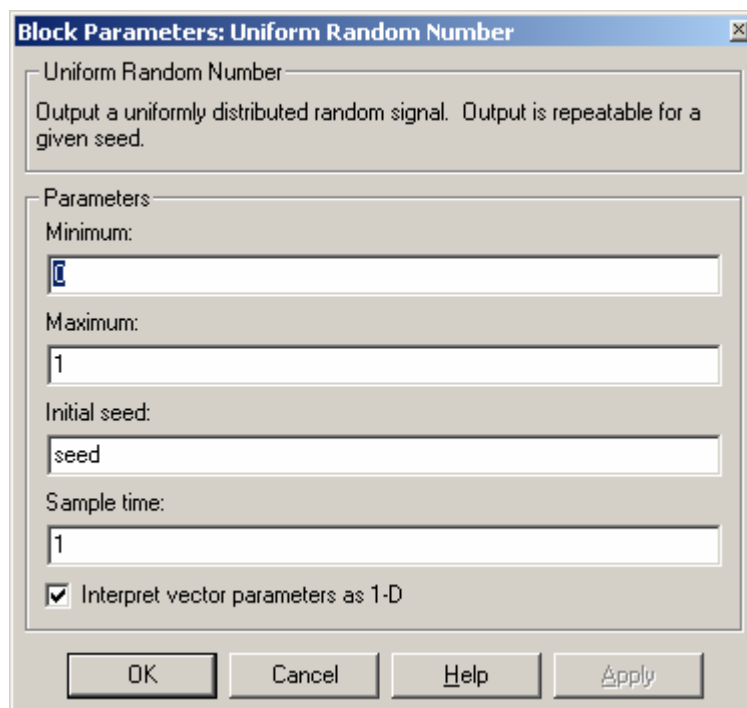 Block Parameters: Uniform Random Number
Uniform Random Number
Output a uniformly distributed random signal. Output is repeatable for a
given seed.
Parameters
Minimum:
0
Maximum:
1
Initial seed:
seed
Sample time:
1
Interpret vector parameters as 1-D
OK Cancel Help Apply